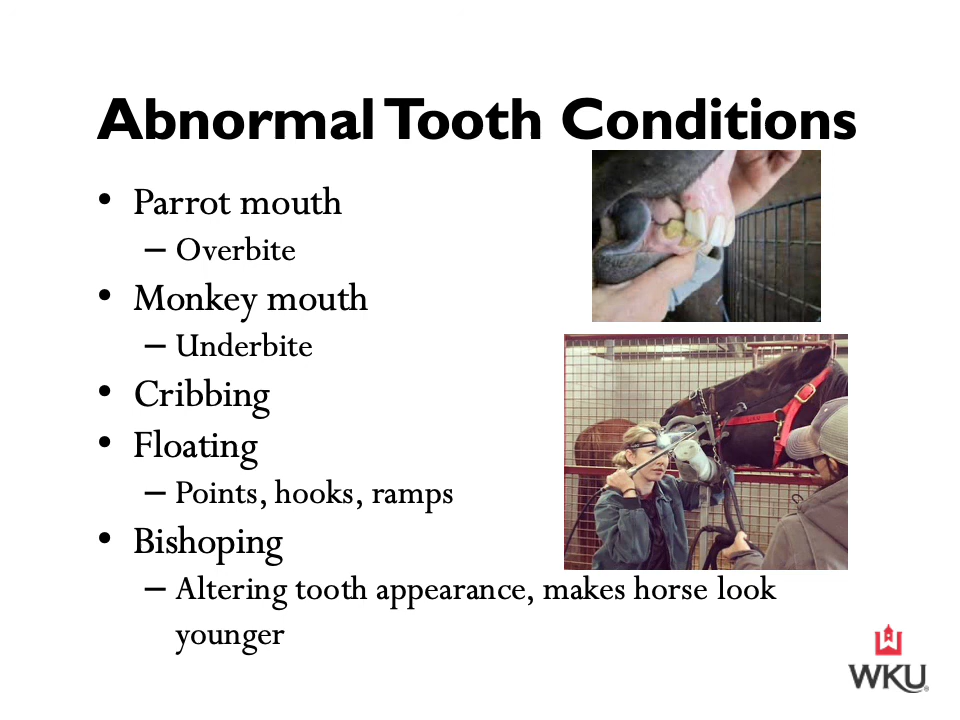 Abnormal Tooth Conditions
• Parrot mouth
– Overbite
• Monkey mouth
– Underbite
• Cribbing
• Floating
– Points, hooks, ramps
• Bishoping
– Altering tooth appearance, makes horse look
younger
WKU®